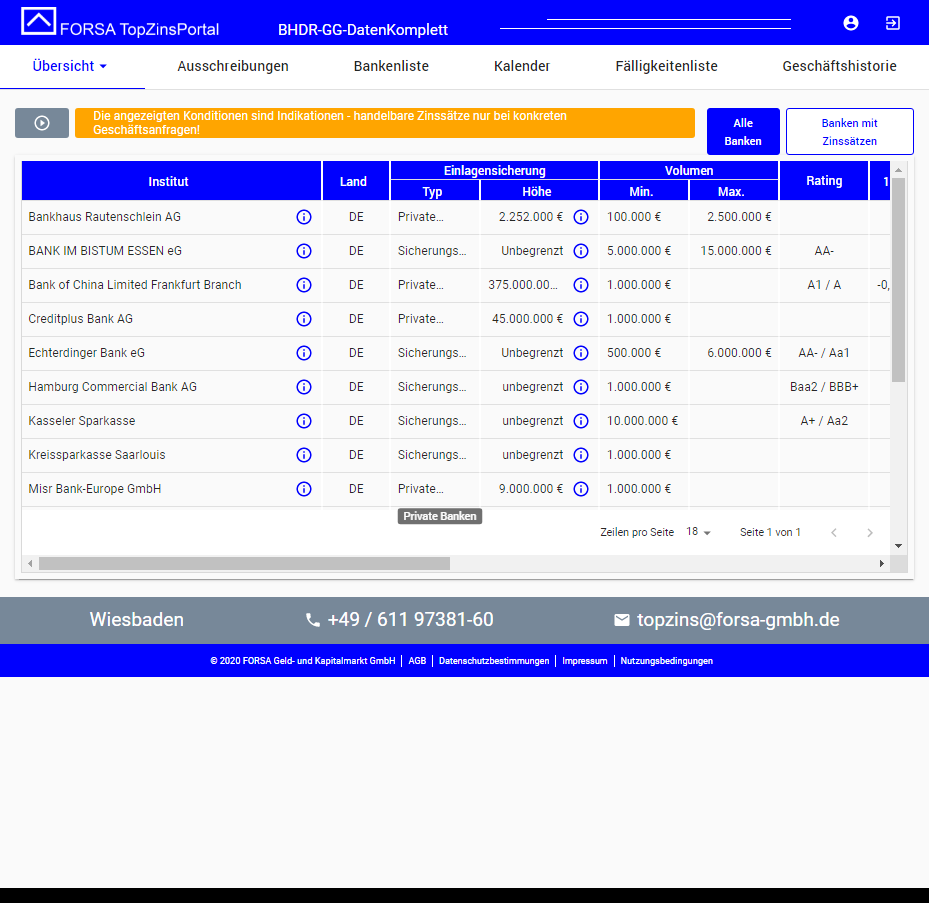 FORSA TopZinsPortal BHDR-GG-DatenKomplett
Übersicht Ausschreibungen Bankenliste Kalender Fälligkeitenliste Geschäftshistorie
Die angezeigten Konditionen sind Indikationen - handelbare Zinssätze nur bei konkreten
Geschäftsanfragen!
Alle
Banken
Banken mit
Zinssätzen
Institut Land Einlagensicherung Volumen Rating 1
Typ Höhe Min. Max.
Bankhaus Rautenschlein AG DE Private... 2.252.000 € 100.000 € 2.500.000 €
BANK IM BISTUM ESSEN eG DE Sicherungs... Unbegrenzt 5.000.000 € 15.000.000 € AA-
Bank of China Limited Frankfurt Branch DE Private... 375.000.00... 1.000.000 € A1 / A -0,
Creditplus Bank AG DE Private... 45.000.000 € 1.000.000 €
Echterdinger Bank eG DE Sicherungs... Unbegrenzt 500.000 € 6.000.000 € AA- / Aa1
Hamburg Commercial Bank AG DE Sicherungs... unbegrenzt 1.000.000 € Baa2 / BBB+
Kasseler Sparkasse DE Sicherungs... unbegrenzt 10.000.000 € A+ / Aa2
Kreissparkasse Saarlouis DE Sicherungs... unbegrenzt 1.000.000 €
Misr Bank-Europe GmbH DE Private... 9.000.000 € 1.000.000 €
Private Banken
Zeilen pro Seite 18 Seite 1 von 1
Wiesbaden +49 / 611 97381-60 topzins@forsa-gmbh.de
© 2020 FORSA Geld- und Kapitalmarkt GmbH | AGB | Datenschutzbestimmungen | Impressum | Nutzungsbedingungen